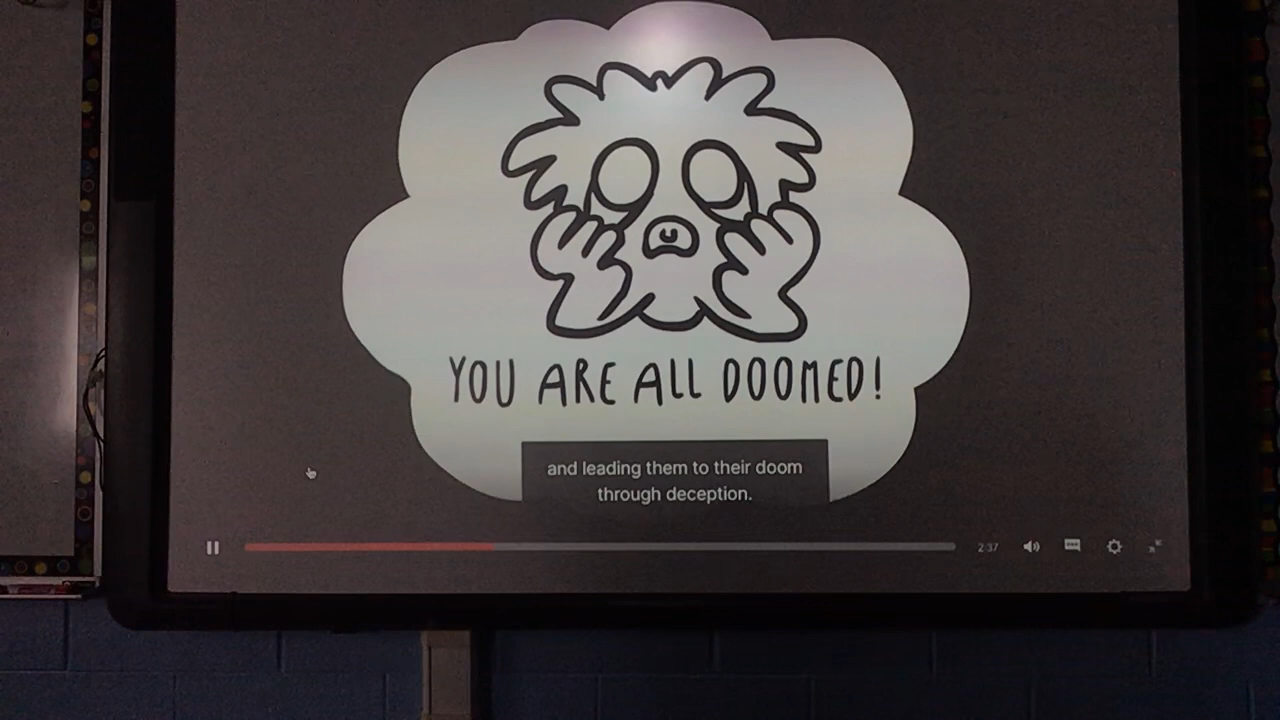 YOU ARE ALL DOOMED!
and leading them to their doom
through deception.
2:37